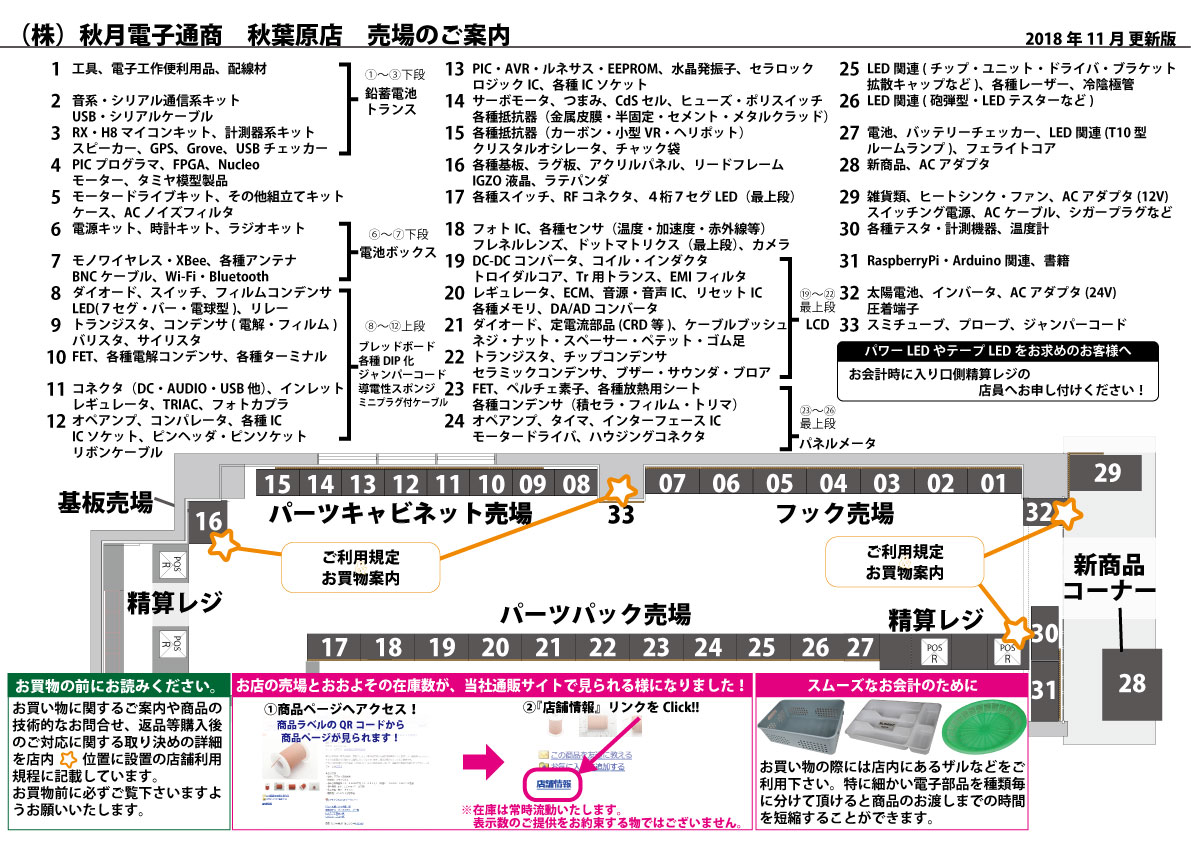 （株）秋月電子通商　秋葉原店　売場のご案内
2018 年 11 月 更新版
1 工具、電子工作便利用品、配線材
2 音系・シリアル通信系キット
USB・シリアルケーブル
3 RX・H8 マイコンキット、計測器系キット
スピーカー、GPS、Grove、USB チェッカー
4 PIC プログラマ、FPGA、Nucleo
モーター、タミヤ模型製品
5 モータードライブキット、その他組立てキット
ケース、AC ノイズフィルタ
6 電源キット、時計キット、ラジオキット
7 モノワイヤレス・XBee、各種アンテナ
BNC ケーブル、Wi-Fi・Bluetooth
8 ダイオード、スイッチ、フィルムコンデンサ
LED(７セグ・バー・電球型)、リレー
9 トランジスタ、コンデンサ ( 電解・フィルム )
バリスタ、サイリスタ
10 FET、各種電解コンデンサ、各種ターミナル
11 コネクタ（DC・AUDIO・USB 他)、インレット
レギュレータ、TRIAC、フォトカプラ
12 オペアンプ、コンパレータ、各種 IC
IC ソケット、ピンヘッダ・ピンソケット
リボンケーブル
①～③下段
鉛蓄電池
トランス
⑥～⑦下段
電池ボックス
⑧～⑫上段
ブレッドボード
各種 DIP 化
ジャンパーコード
導電性スポンジ
ミニプラグ付ケーブル
13 PIC・AVR・ルネサス・EEPROM、水晶発振子、セラロック
ロジック IC、各種 IC ソケット
14 サーボモータ、つまみ、CdS セル、ヒューズ・ポリスイッチ
各種抵抗器（金属皮膜・半固定・セメント・メタルクラッド）
15 各種抵抗器（カーボン・小型 VR・ヘリポット）
クリスタルオシレータ、チャック袋
16 各種基板、ラグ板、アクリルパネル、リードフレーム
IGZO 液晶、ラテパンダ
17 各種スイッチ、RF コネクタ、４桁７セグ LED（最上段）
18 フォト IC、各種センサ（温度・加速度・赤外線等）
フレネルレンズ、ドットマトリクス（最上段）、カメラ
19 DC-DC コンバータ、コイル・インダクタ
トロイダルコア、Tr 用トランス、EMI フィルタ
20 レギュレータ、ECM、音源・音声 IC、リセット IC
各種メモリ、DA/AD コンバータ
21 ダイオード、定電流部品 (CRD 等 )、ケーブルブッシュ
ネジ・ナット・スペーサー・ペテット・ゴム足
22 トランジスタ、チップコンデンサ
セラミックコンデンサ、ブザー・サウンダ・ブロア
23 FET、ペルチェ素子、各種放熱用シート
各種コンデンサ（積セラ・フィルム・トリマ）
24 オペアンプ、タイマ、インターフェース IC
モータードライバ、ハウジングコネクタ
⑲～㉒
最上段
LCD
㉓～㉖
最上段
パネルメータ
25 LED 関連 ( チップ・ユニット・ドライバ・ブラケット
拡散キャップなど )、各種レーザー、冷陰極管
26 LED 関連 ( 砲弾型・LED テスターなど )
27 電池、バッテリーチェッカー、LED 関連 (T10 型
ルームランプ )、フェライトコア
28 新商品、AC アダプタ
29 雑貨類、ヒートシンク・ファン、AC アダプタ (12V)
スイッチング電源、AC ケーブル、シガープラグなど
30 各種テスタ・計測機器、温度計
31 RaspberryPi・Arduino 関連、書籍
32 太陽電池、インバータ、AC アダプタ (24V)
圧着端子
33 スミチューブ、プローブ、ジャンパーコード
パワー LED やテープ LED をお求めのお客様へ
お会計時に入り口側精算レジの
店員へお申し付けください！
15 14 13 12 11 10 09 08
07 06 05 04 03 02 01
29
基板売場
16
パーツキャビネット売場
33
フック売場
32
ご利用規定
お買物案内
ご利用規定
お買物案内
新商品
コーナー
POS
R
精算レジ
POS
R
パーツパック売場
精算レジ
17 18 19 20 21 22 23 24 25 26 27
POS
R
POS
R
30
31
28
お買物の前にお読みください。
お買い物に関するご案内や商品の
技術的なお問合せ、返品等購入後
のご対応に関する取り決めの詳細
を店内 位置に設置の店舗利用
規程に記載しています。
お買物前に必ずご覧下さいますよ
うお願いいたします。
お店の売場とおおよその在庫数が、当社通販サイトで見られる様になりました！
①商品ページへアクセス！
商品ラベルの QR コードから
商品ページが見られます！
②『店舗情報』リンクを Click!!
この商品を友達に教える
お気に入り追加する
店舗情報
※在庫は常時流動いたします。
表示数のご提供をお約束する物ではございません。
スムーズなお会計のために
お買い物の際には店内にあるザルなどをご
利用下さい。特に細かい電子部品を種類毎
に分けて頂けると商品のお渡しまでの時間
を短縮することができます。